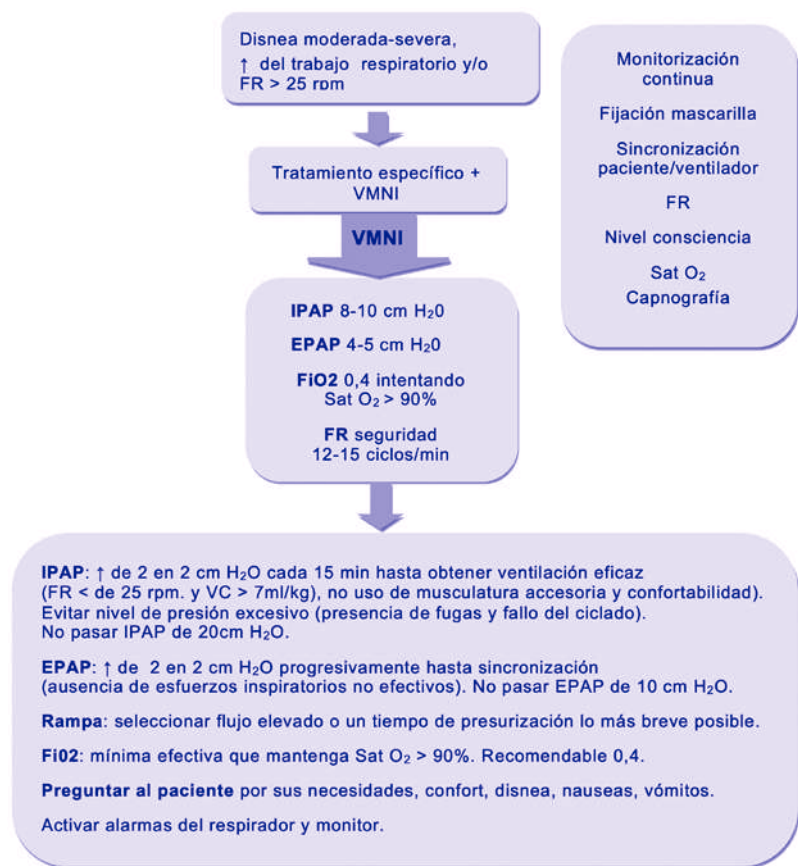 Disnea moderada-severa,
↑ del trabajo respiratorio y/o
FR > 25 rpm
Tratamiento específico +
VMNI
VMNI
IPAP 8-10 cm H₂0
EPAP 4-5 cm H₂0
FiO2 0,4 intentando
Sat O₂ > 90%
FR seguridad
12-15 ciclos/min
Monitorización
continua
Fijación mascarilla
Sincronización
paciente/ventilador
FR
Nivel consciencia
Sat O₂
Capnografía
IPAP: ↑ de 2 en 2 cm H₂O cada 15 min hasta obtener ventilación eficaz
(FR < de 25 rpm. y VC > 7ml/kg), no uso de musculatura accesoria y confortabilidad).
Evitar nivel de presión excesivo (presencia de fugas y fallo del ciclado).
No pasar IPAP de 20cm H₂O.
EPAP: ↑ de 2 en 2 cm H₂O progresivamente hasta sincronización
(ausencia de esfuerzos inspiratorios no efectivos). No pasar EPAP de 10 cm H₂O.
Rampa: seleccionar flujo elevado o un tiempo de presurización lo más breve posible.
Fi02: mínima efectiva que mantenga Sat O₂ > 90%. Recomendable 0,4.
Preguntar al paciente por sus necesidades, confort, disnea, nauseas, vómitos.
Activar alarmas del respirador y monitor.